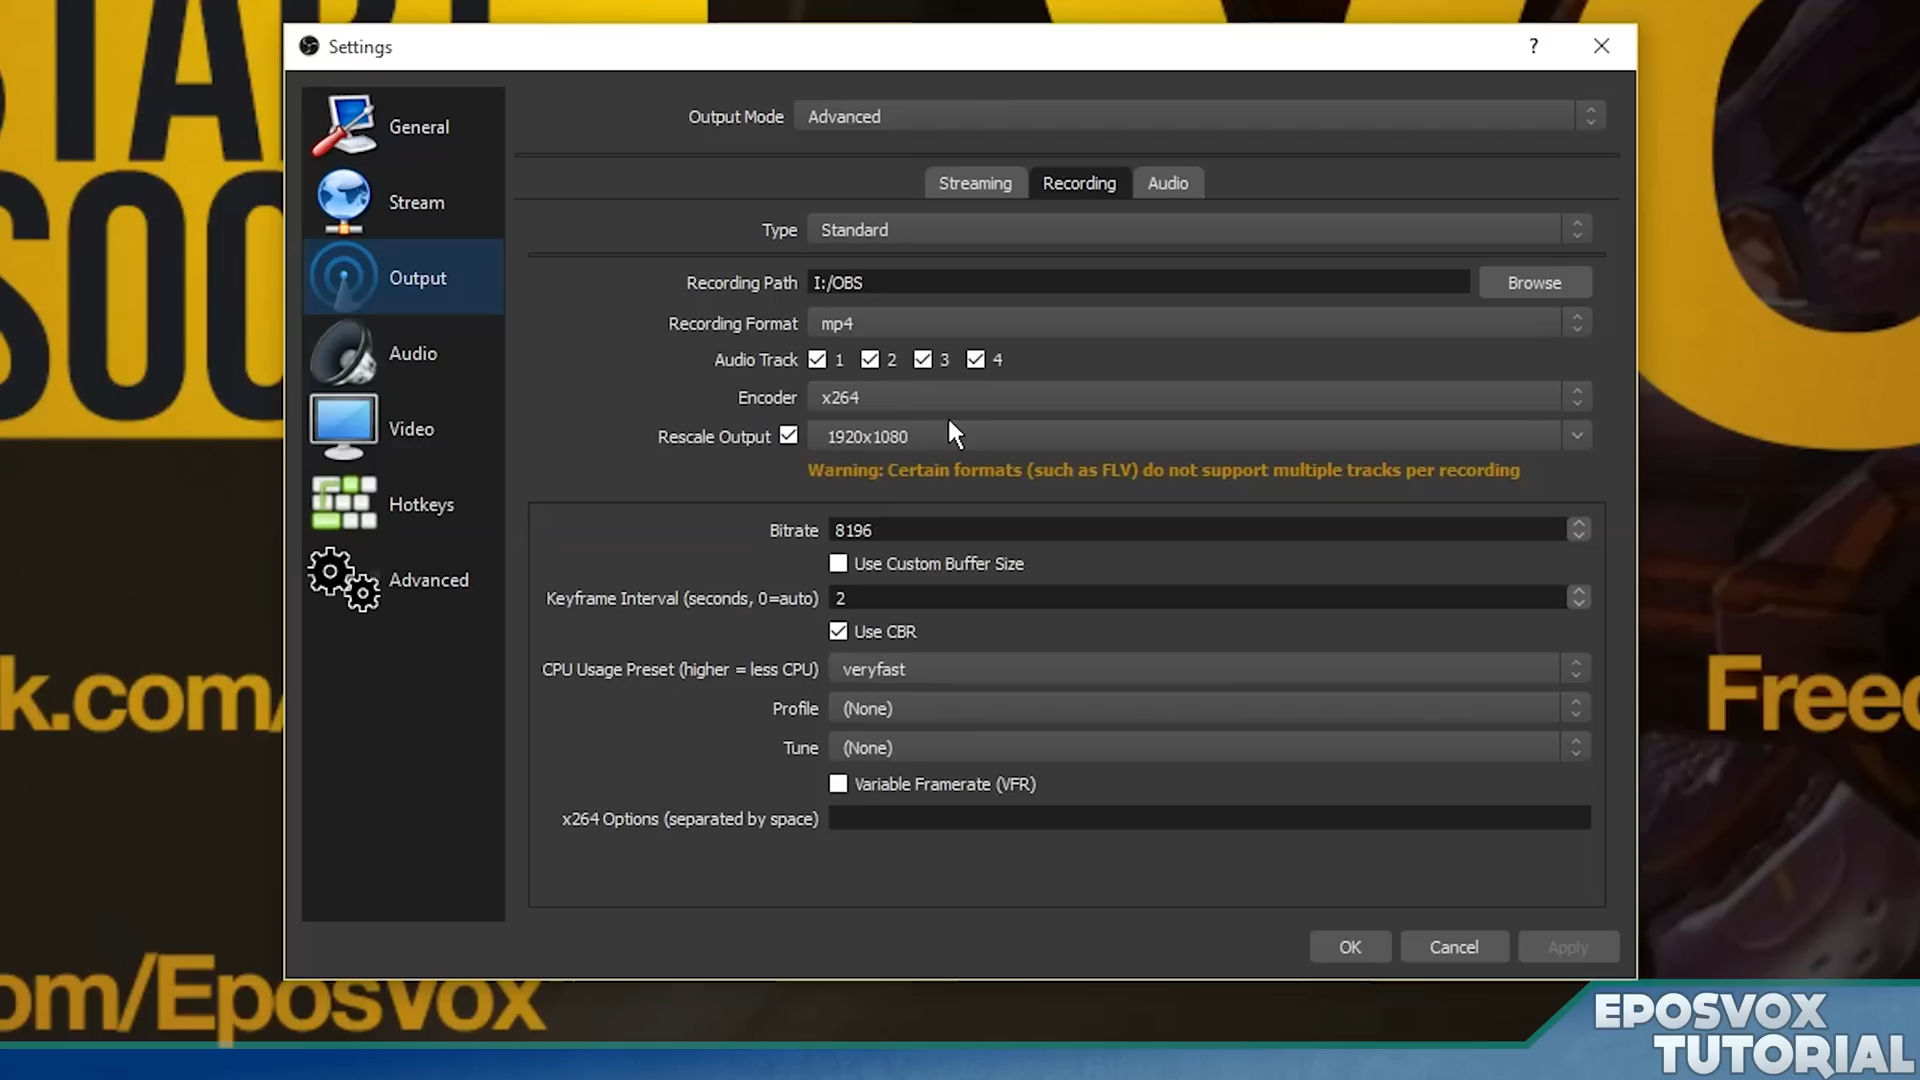 START
SOC
Settings
?
General
Stream
Output
Audio
Video
Hotkeys
Advanced
Output Mode Advanced
Streaming Recording Audio
Type Standard
Recording Path I:/OBS Browse
Recording Format mp4
Audio Track 1 2 3 4
Encoder x264
Rescale Output 1920x1080
Warning: Certain formats (such as FLV) do not support multiple tracks per recording
Bitrate 8196
Use Custom Buffer Size
Keyframe Interval (seconds, 0=auto) 2
Use CBR
CPU Usage Preset (higher = less CPU) veryfast
Profile (None)
Tune (None)
Variable Framerate (VFR)
x264 Options (separated by space)
OK Cancel Apply
k.com/
Freed
om/EposVox
EPOSVOX
TUTORIAL